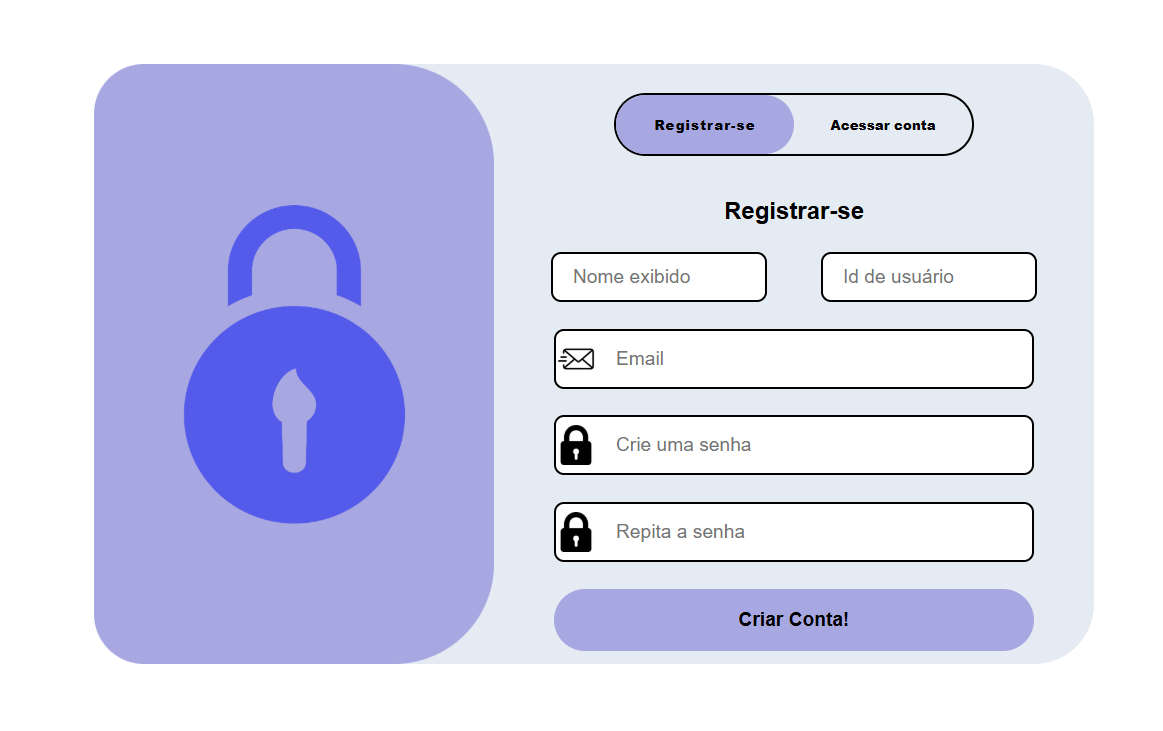 Registrar-se
Acessar conta
Registrar-se
Nome exibido
Id de usuário
Email
Crie uma senha
Repita a senha
Criar Conta!